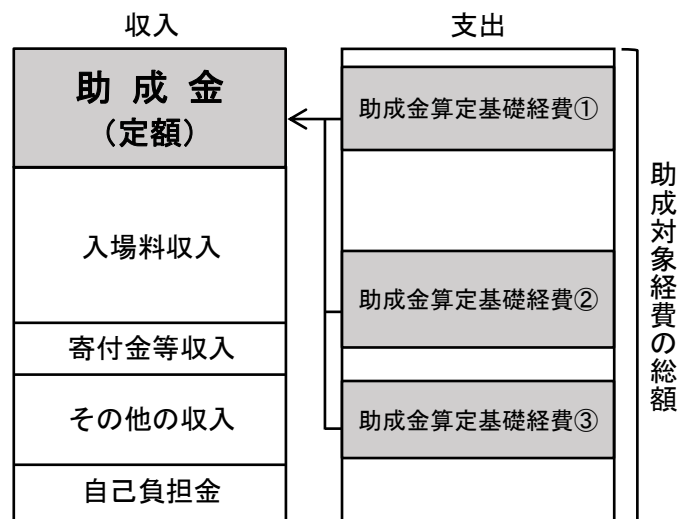 収入
助成金
（定額）
入場料収入
寄付金等収入
その他の収入
自己負担金
支出
助成金算定基礎経費①
助成金算定基礎経費②
助成金算定基礎経費③
助成対象経費の総額